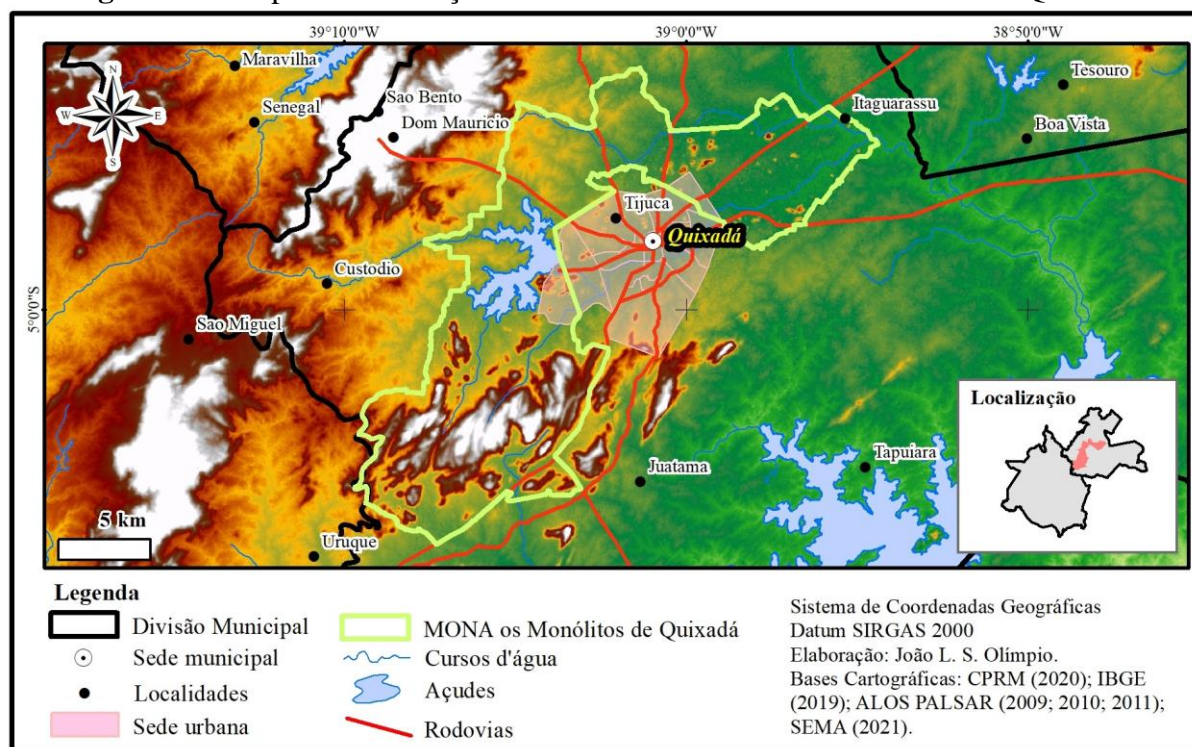 39°10'0"W
39°0'0"W
38°50'0"W
5°0'0"S
N
W
E
S
Maravilha
Senegal
Sao Bento
Dom Mauricio
Itaguarassu
Tesouro
Boa Vista
Tijuca
Quixadá
Custodio
Sao Miguel
Juatama
Tapuiara
Uruque
5 km
Localização
Legenda
Divisão Municipal
Sede municipal
Localidades
Sede urbana
MONA os Monólitos de Quixadá
Cursos d'água
Açudes
Rodovias
Sistema de Coordenadas Geográficas
Datum SIRGAS 2000
Elaboração: João L. S. Olímpio.
Bases Cartográficas: CPRM (2020); IBGE
(2019); ALOS PALSAR (2009; 2010; 2011);
SEMA (2021).